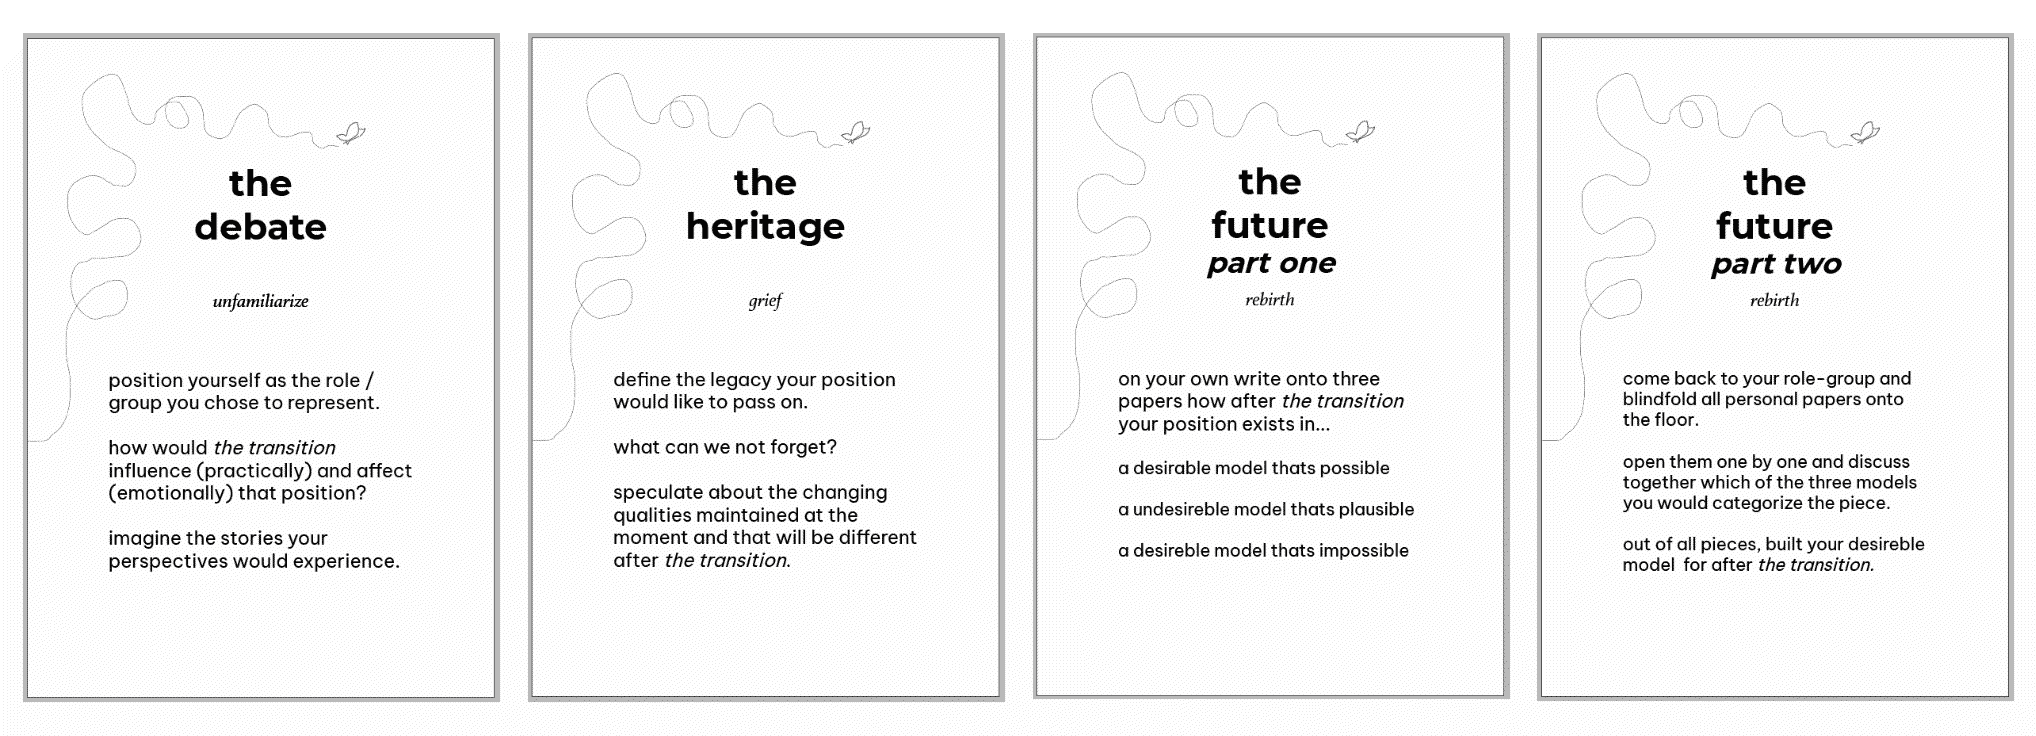 the
debate
unfamiliarize
position yourself as the role /
group you chose to represent.
how would the transition
influence (practically) and affect
(emotionally) that position?
imagine the stories your
perspectives would experience.
the
heritage
grief
define the legacy your position
would like to pass on.
what can we not forget?
speculate about the changing
qualities maintained at the
moment and that will be different
after the transition.
the
future
part one
rebirth
on your own write onto three
papers how after the transition
your position exists in...
a desirable model thats possible
a undesireble model thats plausible
a desireble model thats impossible
the
future
part two
rebirth
come back to your role-group and
blindfold all personal papers onto
the floor.
open them one by one and discuss
together which of the three models
you would categorize the piece.
out of all pieces, built your desireble
model  for after the transition.